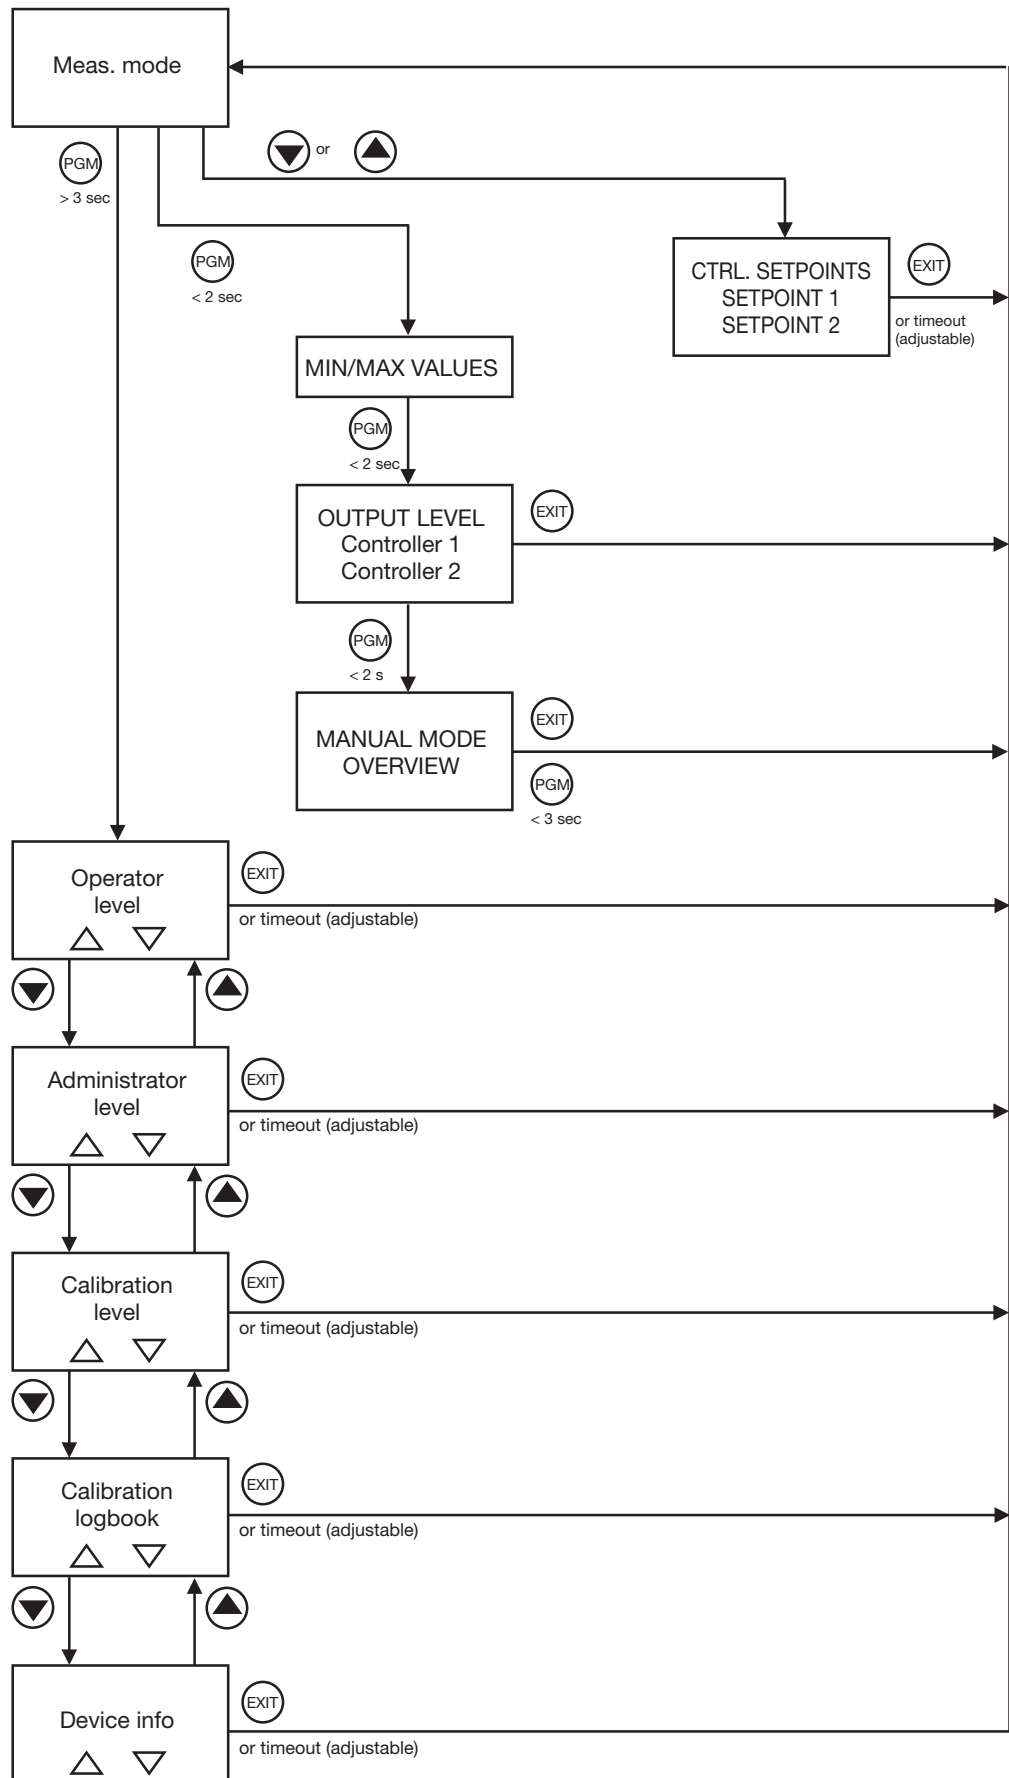 Meas. mode
PGM
> 3 sec
or
PGM
< 2 sec
CTRL. SETPOINTS
SETPOINT 1
SETPOINT 2
EXIT
or timeout
(adjustable)
MIN/MAX VALUES
PGM
< 2 sec
OUTPUT LEVEL
Controller 1
Controller 2
EXIT
PGM
< 2 s
MANUAL MODE
OVERVIEW
EXIT
PGM
< 3 sec
Operator
level
EXIT
or timeout (adjustable)
Administrator
level
EXIT
or timeout (adjustable)
Calibration
level
EXIT
or timeout (adjustable)
Calibration
logbook
EXIT
or timeout (adjustable)
Device info
EXIT
or timeout (adjustable)